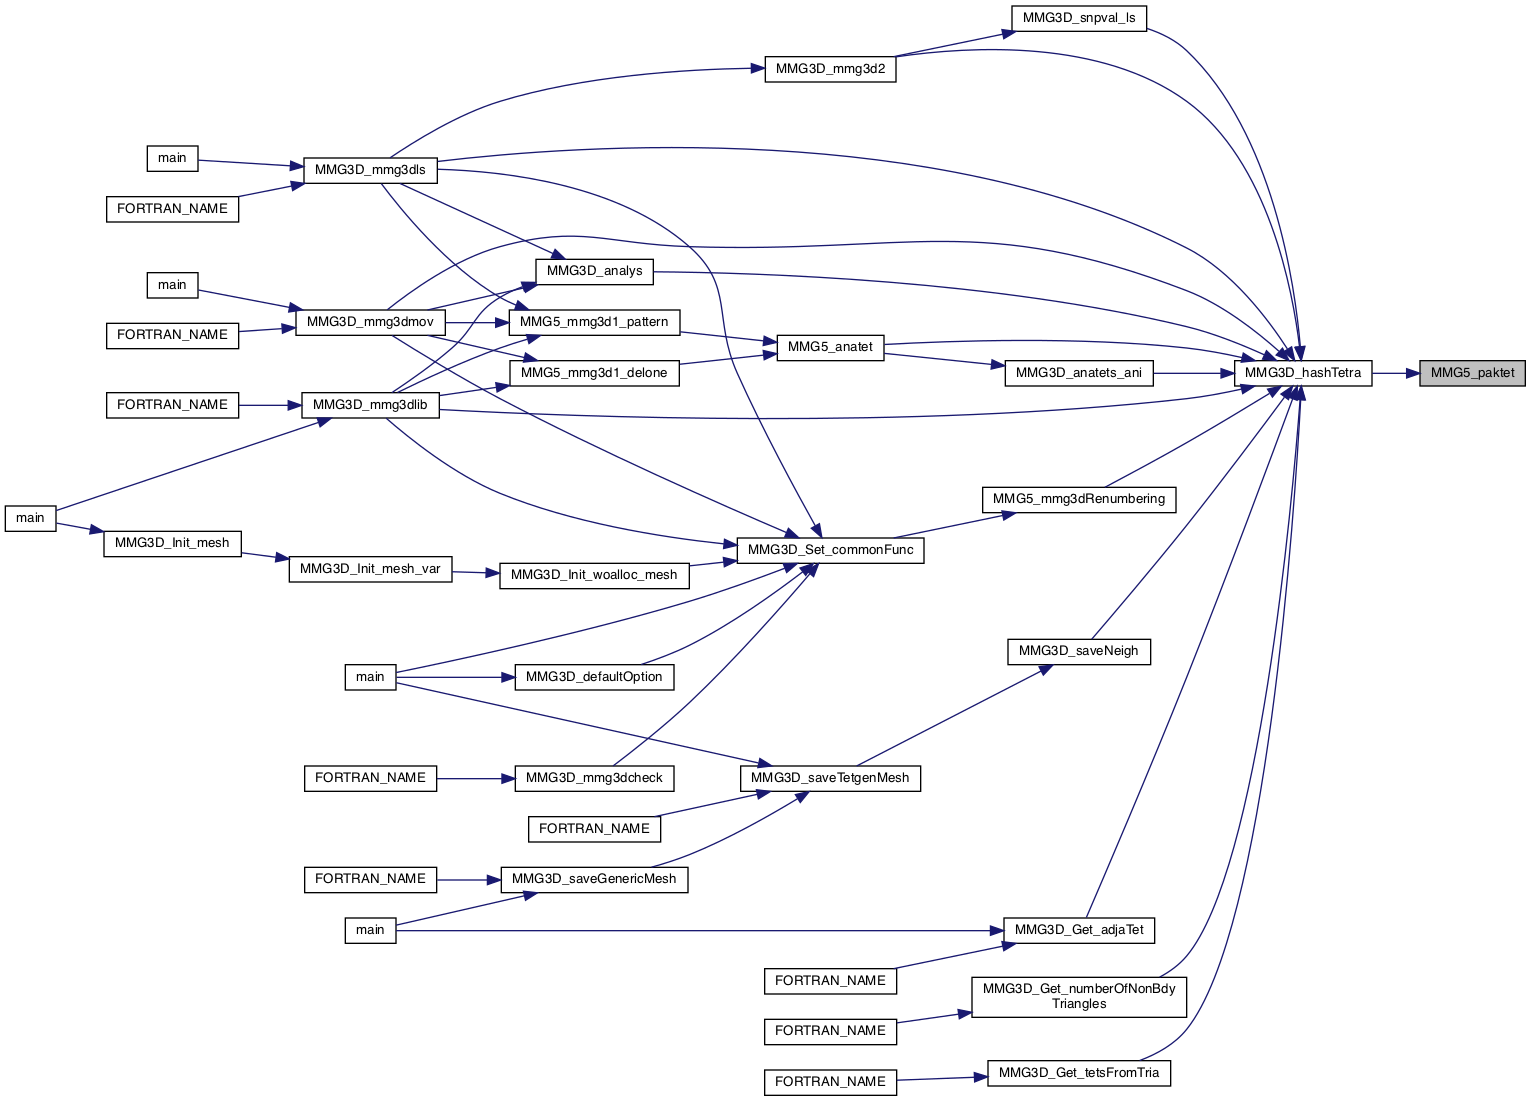 MMG3D_snpval_ls
MMG3D_mmg3d2
main
MMG3D_mmg3dls
FORTRAN_NAME
MMG3D_analys
main
MMG3D_mmg3dmov
MMG5_mmg3d1_pattern
FORTRAN_NAME
MMG5_anatet
MMG5_mmg3d1_delone
MMG3D_anatets_ani
MMG3D_hashTetra
MMG5_paktet
FORTRAN_NAME
MMG3D_mmg3dlib
MMG5_mmg3dRenumbering
main
MMG3D_Init_mesh
MMG3D_Set_commonFunc
MMG3D_Init_mesh_var
MMG3D_Init_woalloc_mesh
MMG3D_saveNeigh
main
MMG3D_defaultOption
FORTRAN_NAME
MMG3D_mmg3dcheck
MMG3D_saveTetgenMesh
FORTRAN_NAME
FORTRAN_NAME
MMG3D_saveGenericMesh
main
MMG3D_Get_adjaTet
FORTRAN_NAME
MMG3D_Get_numberOfNonBdy
Triangles
FORTRAN_NAME
MMG3D_Get_tetsFromTria
FORTRAN_NAME